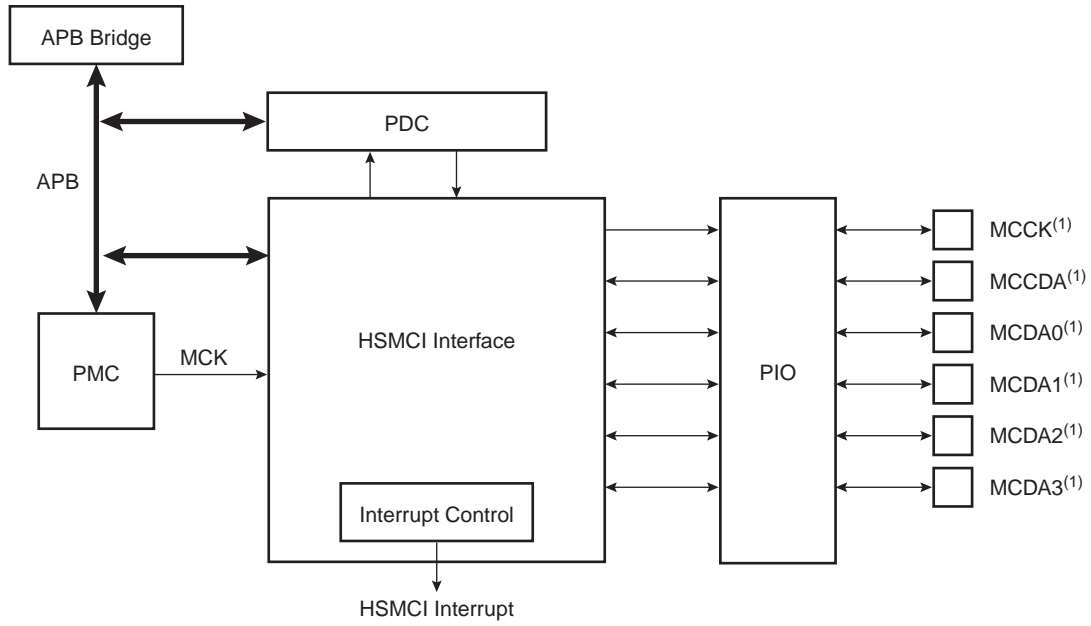 APB Bridge
PDC
APB
MCCK(1)
MCCDA(1)
HSMCI Interface
MCDA0(1)
PMC
MCK
PIO
MCDA1(1)
MCDA2(1)
Interrupt Control
MCDA3(1)
HSMCI Interrupt